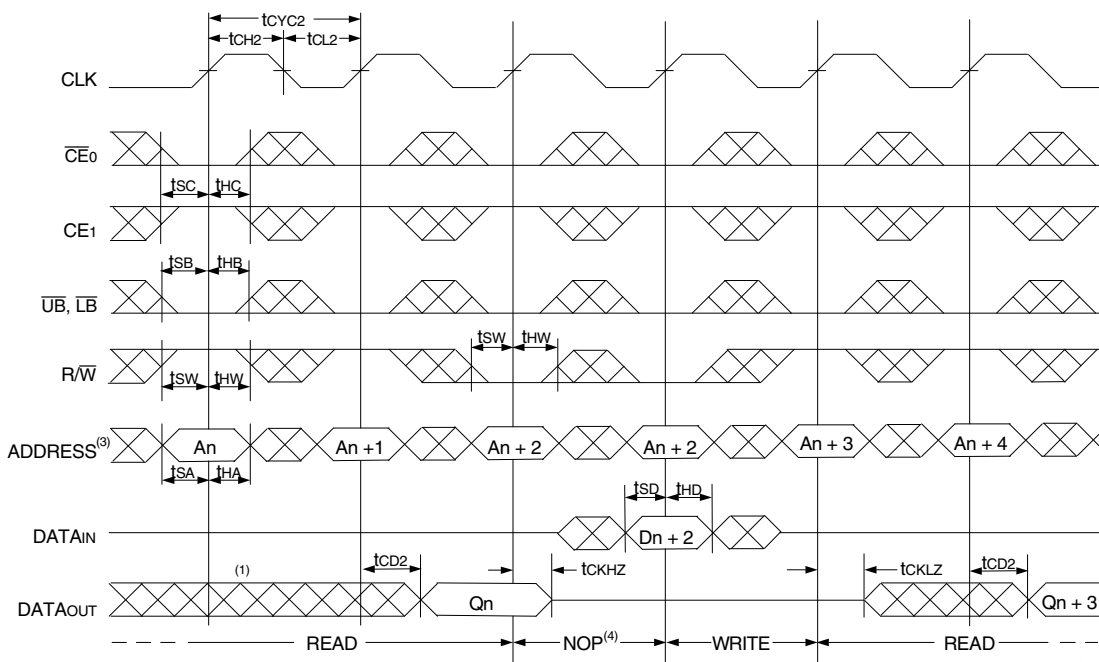 tCYC2
tCH2 tCL2
CLK
CE0
tSC tHC
CE1
tSB tHB
UB, LB
tSW tHW
R/W
tSW tHW
ADDRESS(3) An An +1 An + 2 An + 2 An + 3 An + 4
tSA tHA
tSD tHD
DATAIN Dn + 2
(1) tCD2 tCKHZ tCKLZ tCD2
DATAOUT Qn Qn + 3
READ NOP(4) WRITE READ